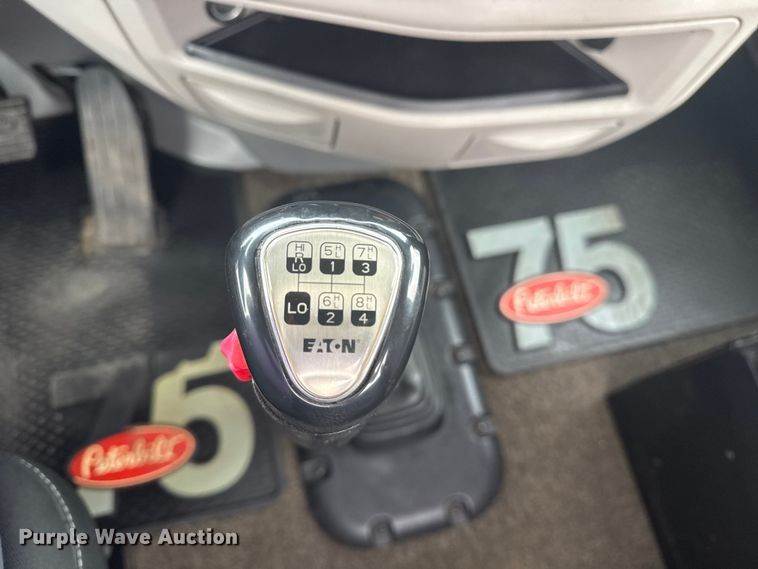 HI 5 H 7 H
R L L
LO 1 3
LO 6 H L 8 H L
2 4
EATON
75
Peterbilt
75
Peterbilt
Purple Wave Auction